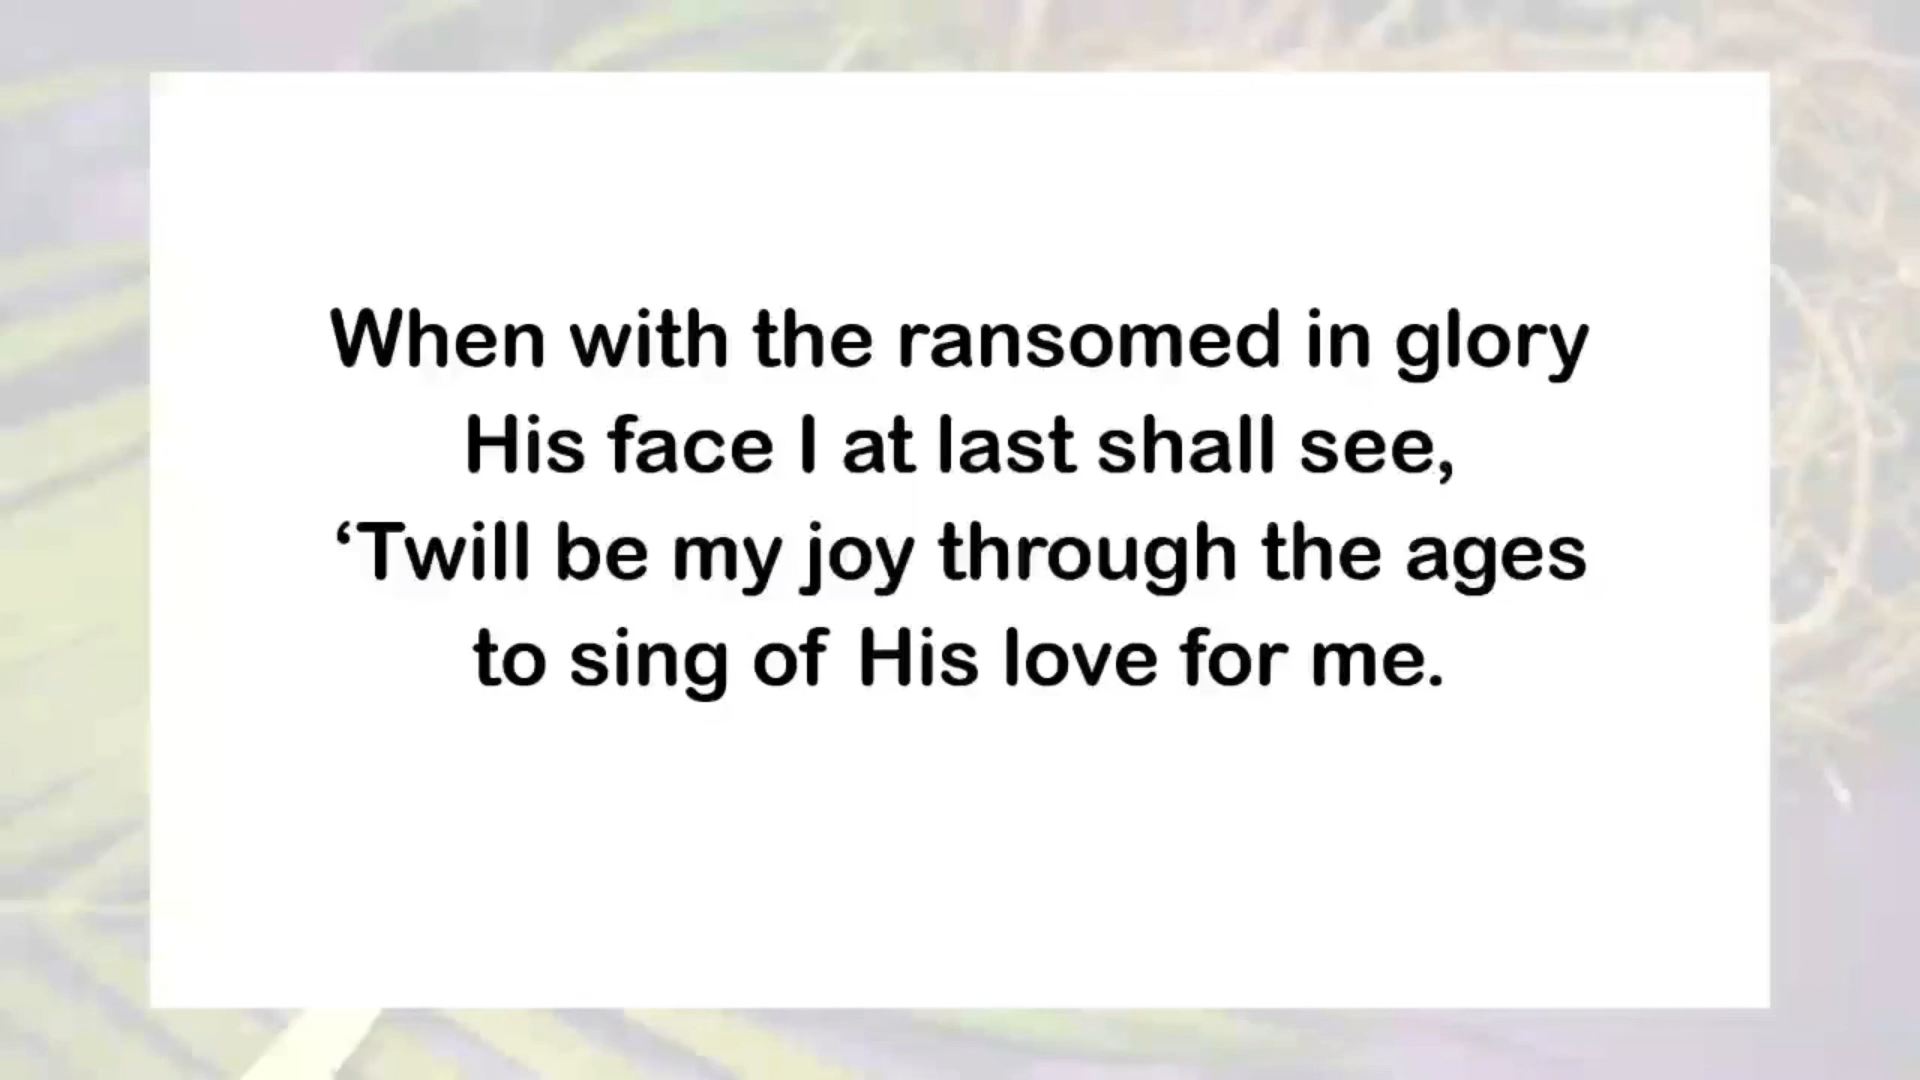 When with the ransomed in glory
His face I at last shall see,
‘Twill be my joy through the ages
to sing of His love for me.